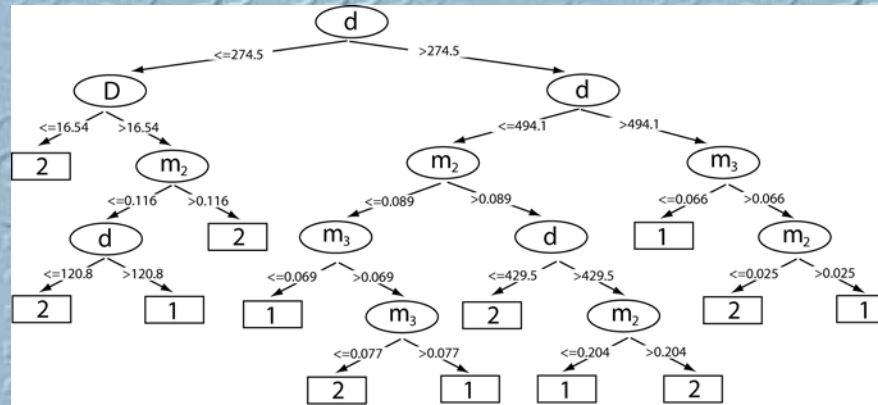 d
<=274.5 >274.5
D d
<=16.54 >16.54 <=494.1 >494.1
2 m₂ m₂ m₃
<=0.116 >0.116 <=0.089 >0.089 <=0.066 >0.066
d 2 m₃ d 1 m₂
<=120.8 >120.8 <=0.069 >0.069 <=429.5 >429.5 <=0.025 >0.025
2 1 1 m₃ 2 m₂ 2 1
<=0.077 >0.077 <=0.204 >0.204
2 1 1 2